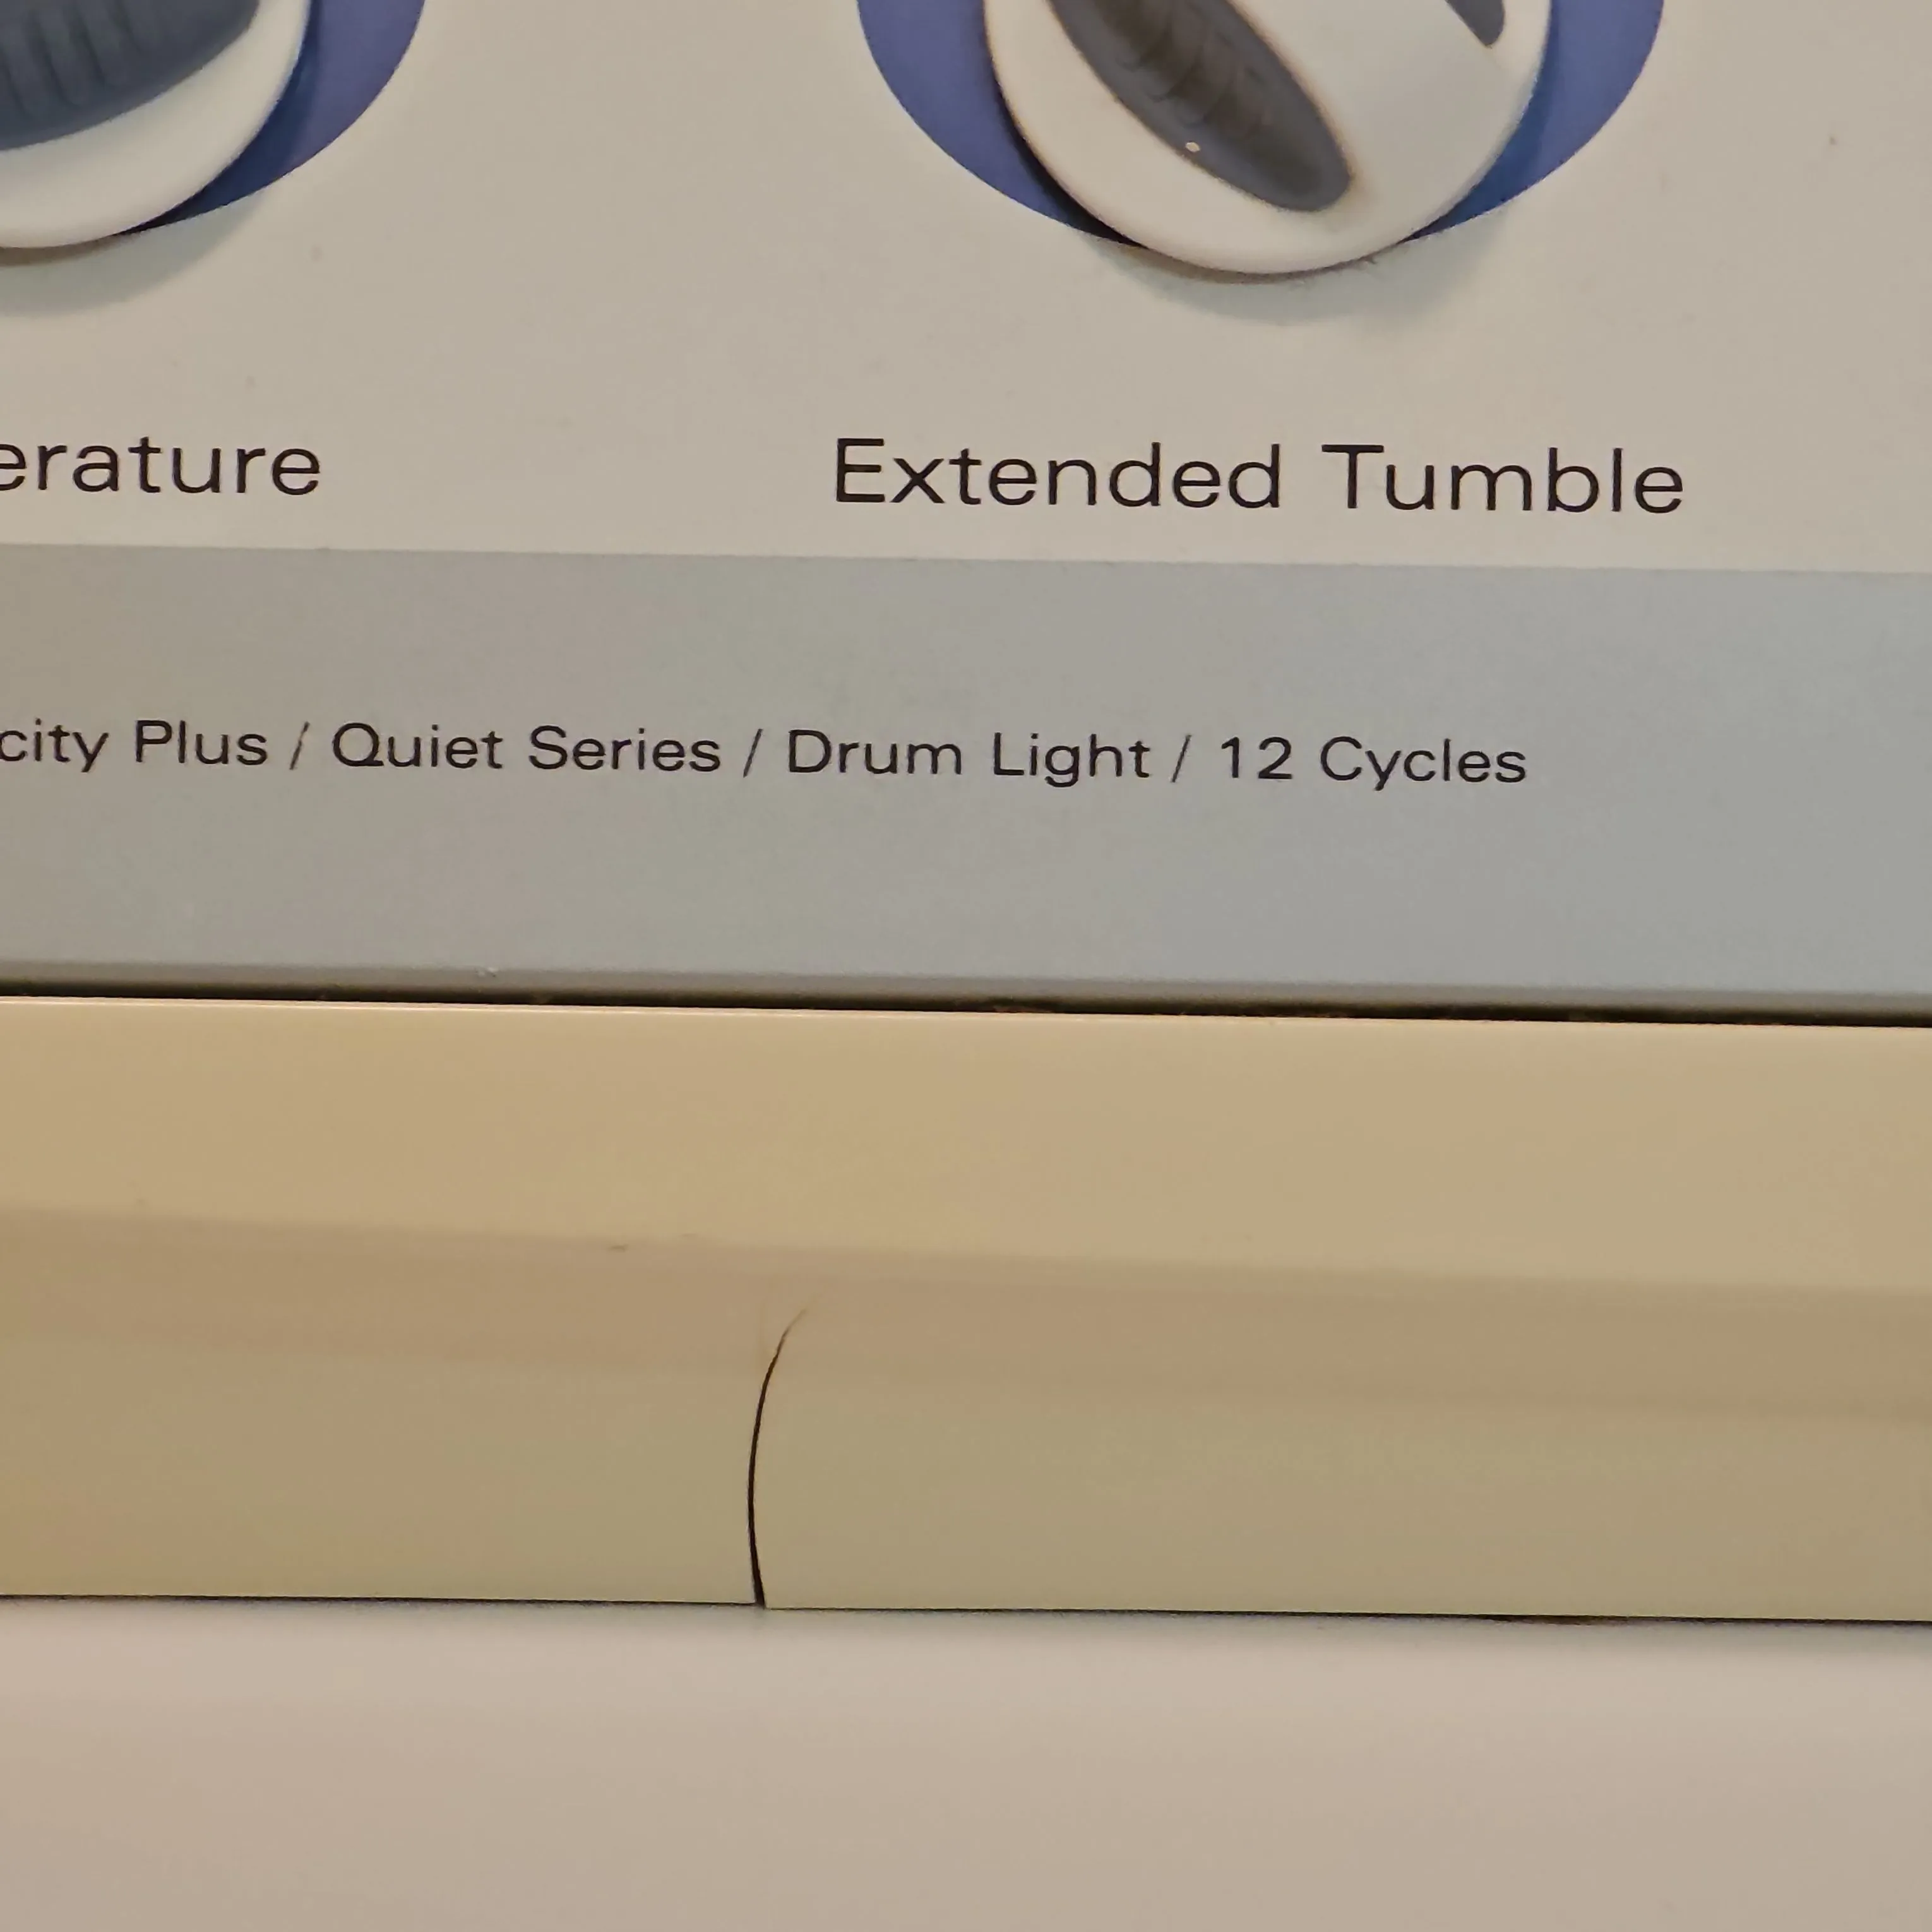 erature
Extended Tumble
city Plus / Quiet Series / Drum Light / 12 Cycles